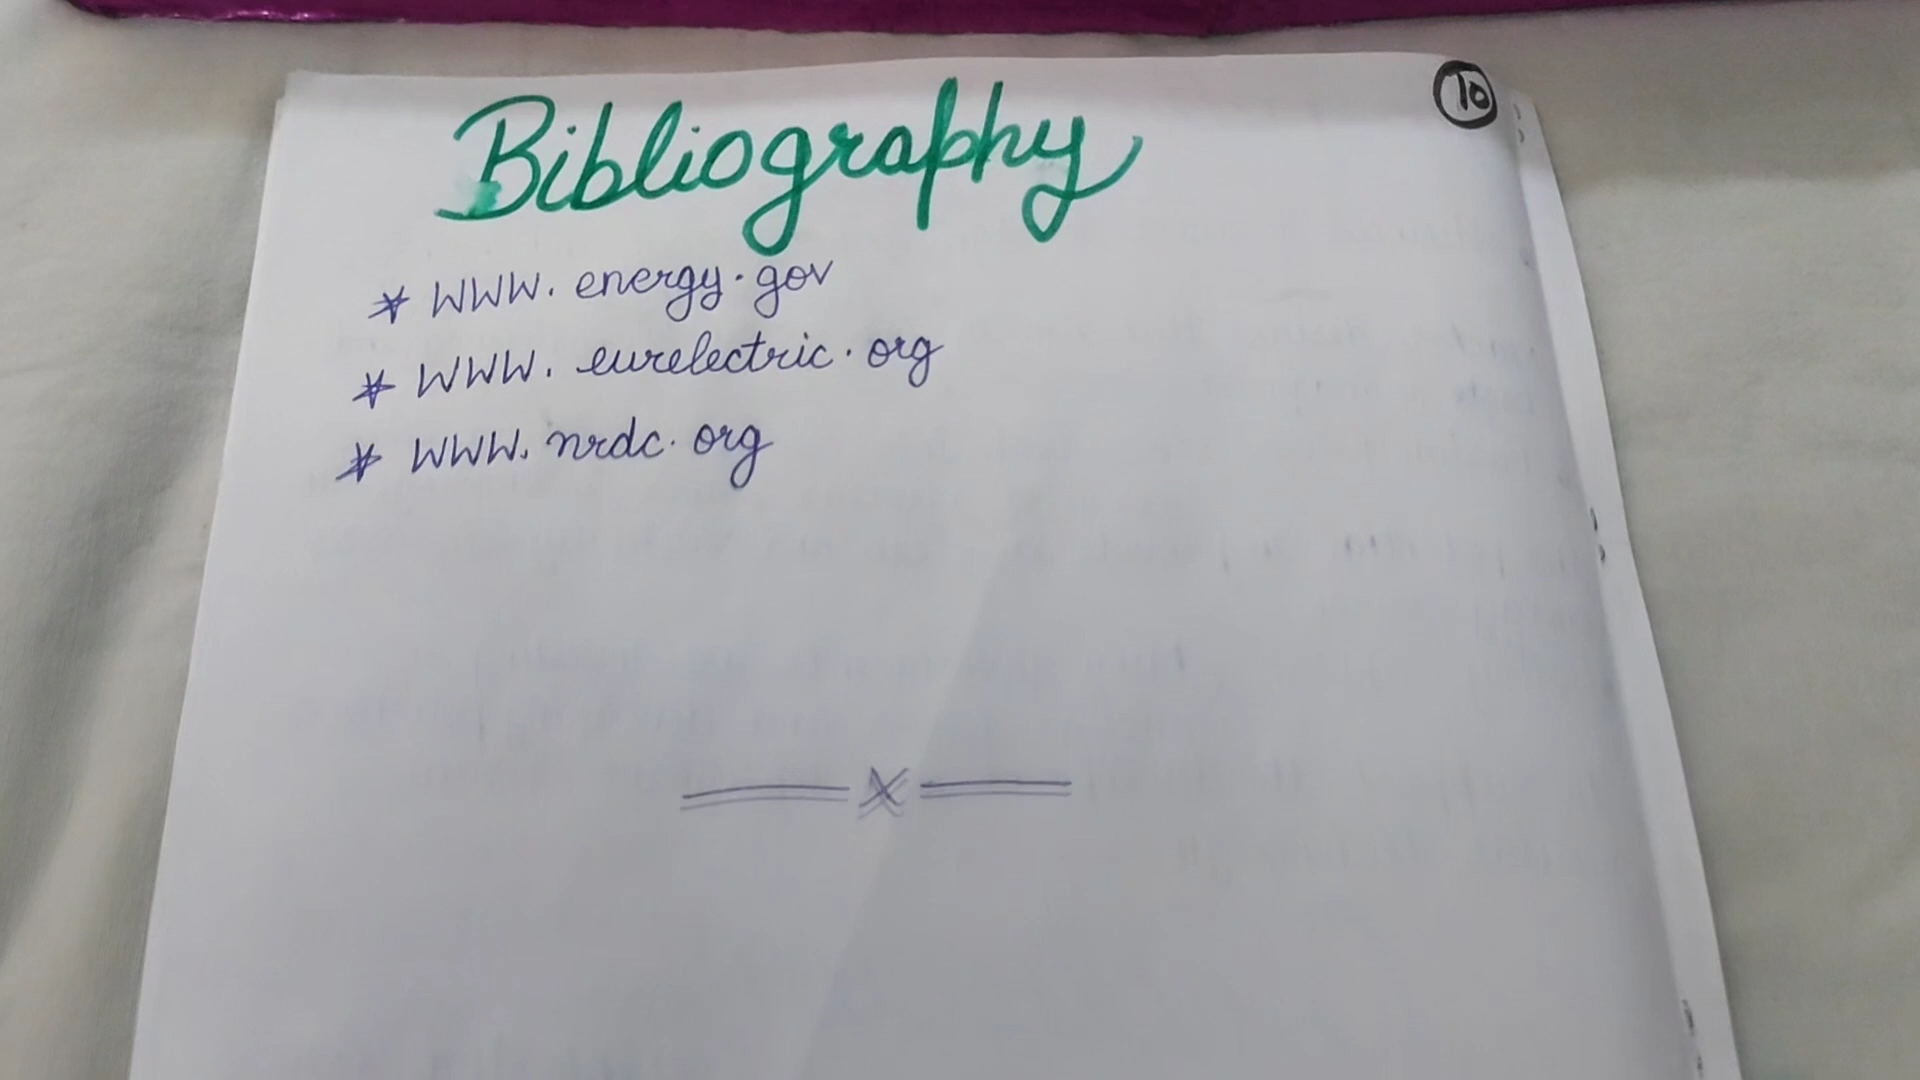 10
Bibliography
* WWW. energy.gov
* WWW. eurelectric.org
* WWW. nrdc.org